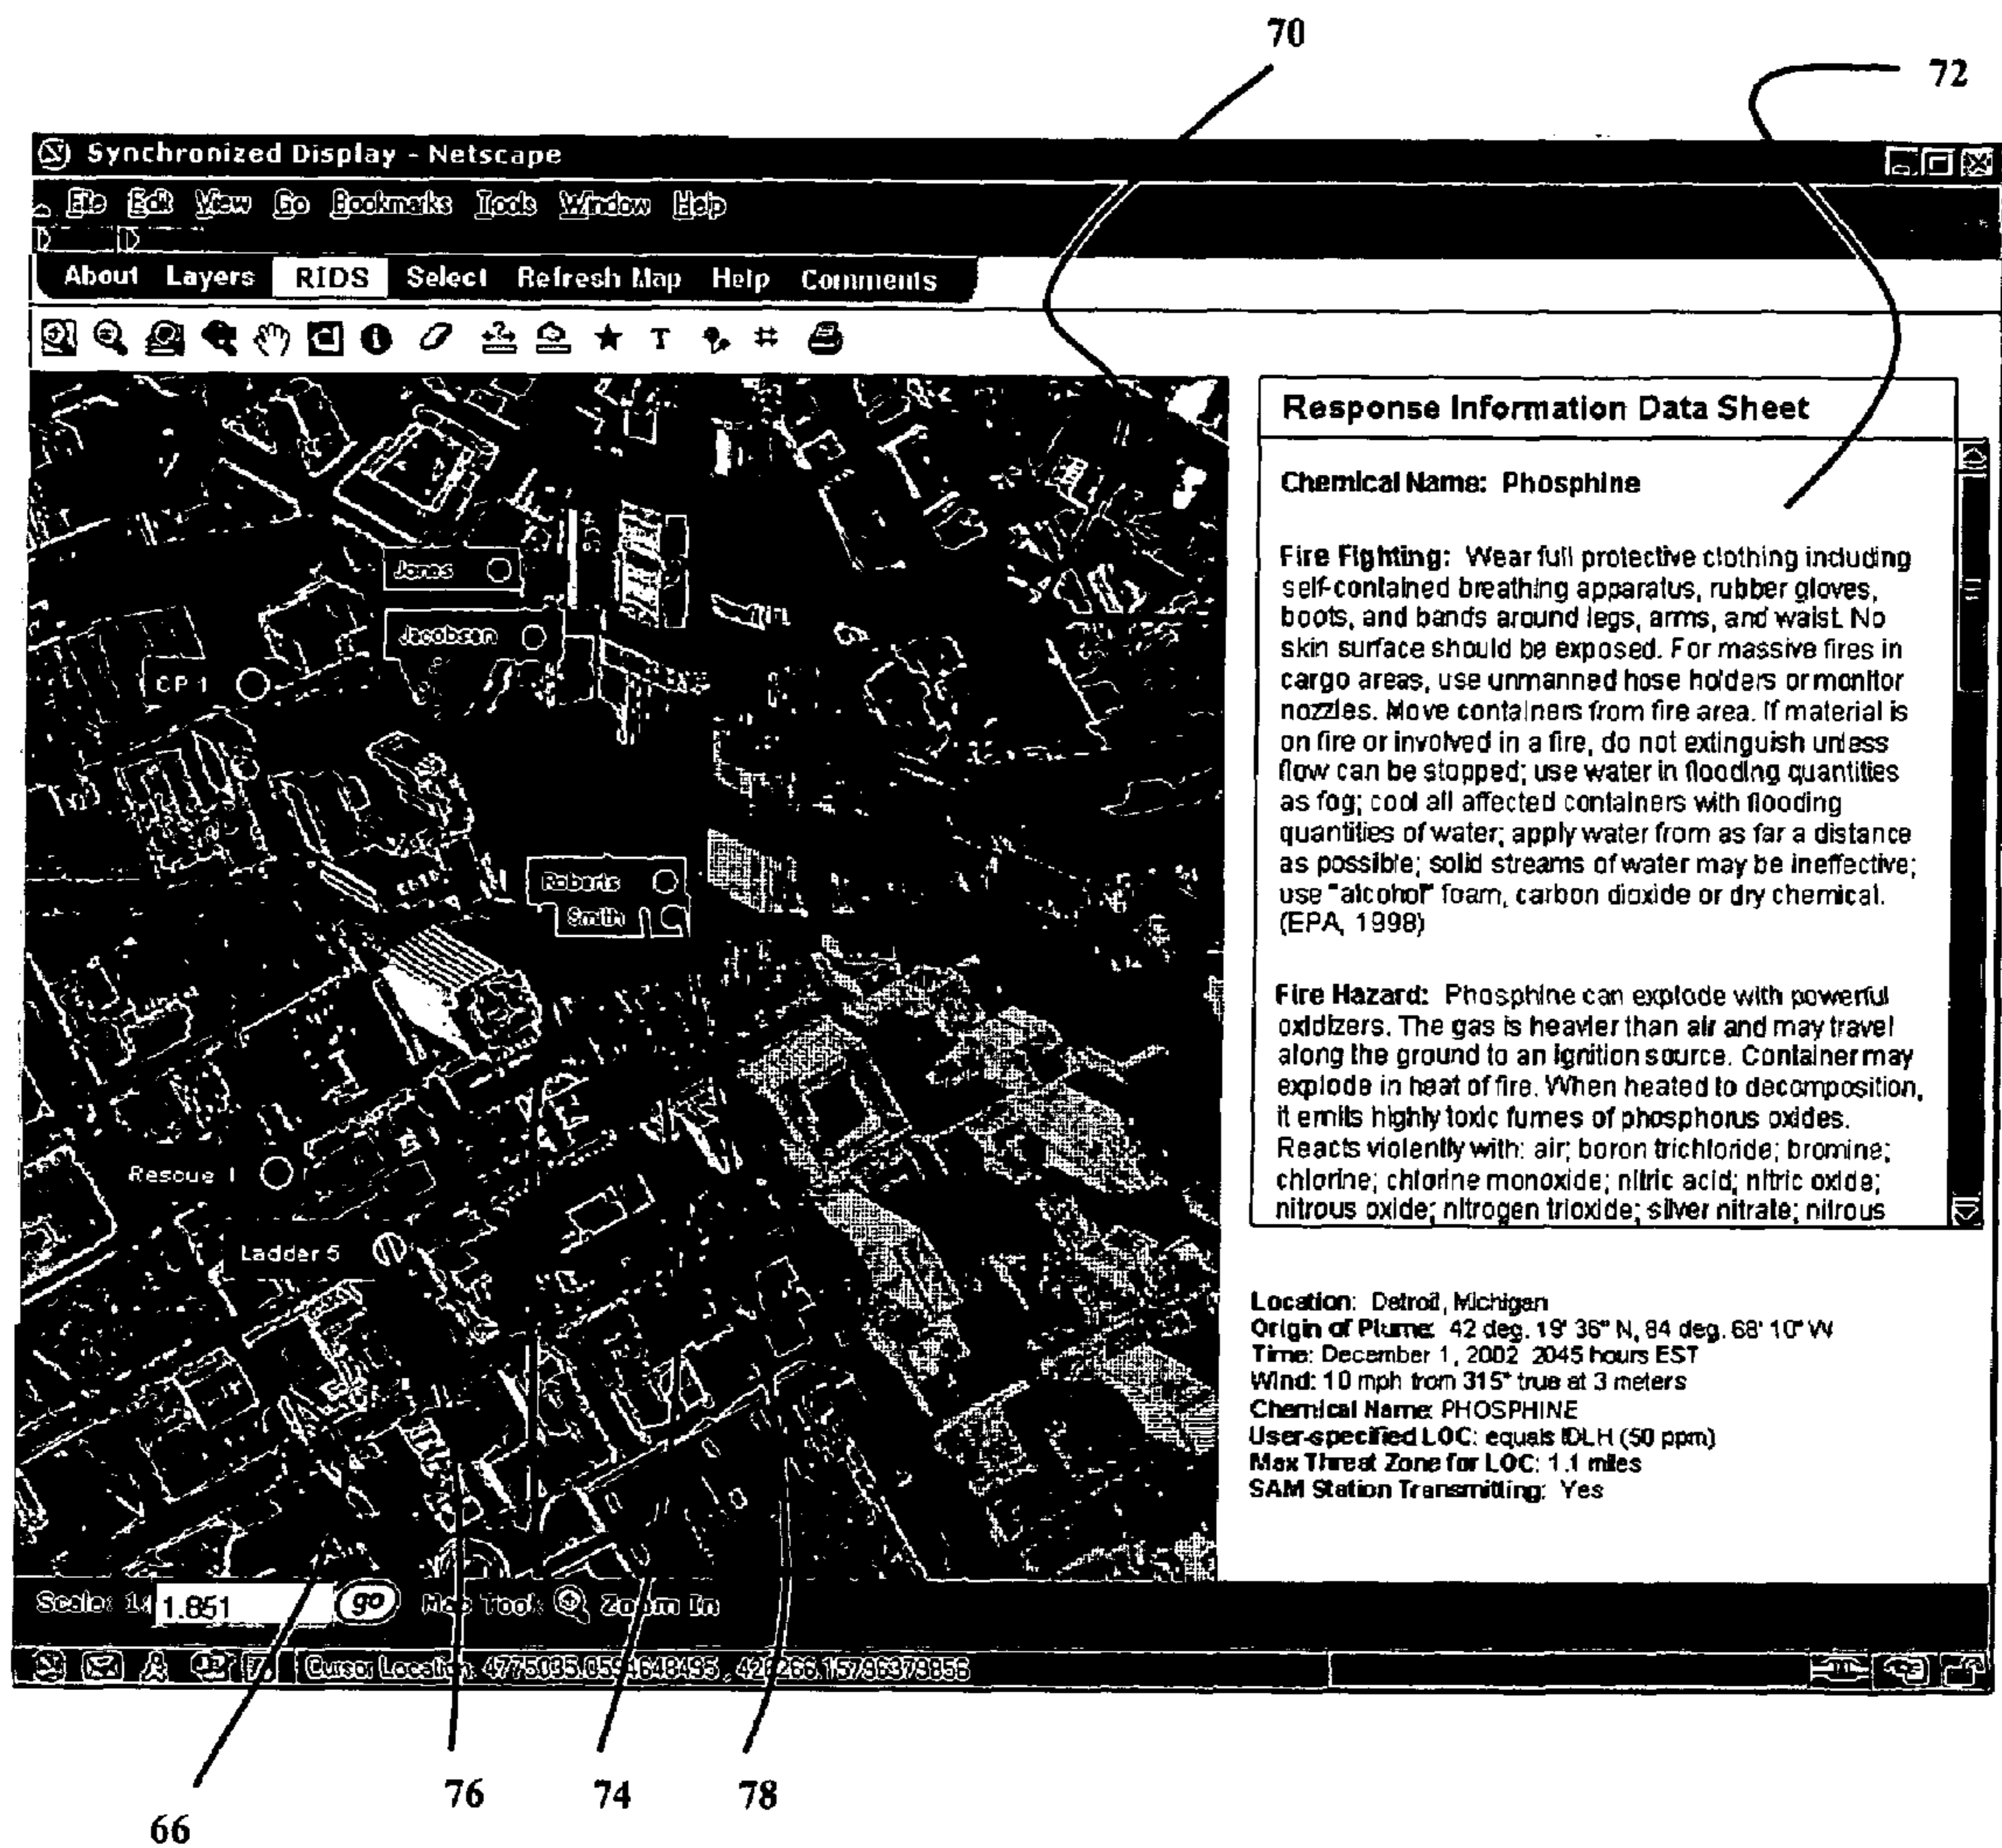 70
72
Synchronized Display - Netscape
File Edit View Go Bookmarks Tools Window Help
About Layers RIDS Select Refresh Map Help Comments
T #
Response Information Data Sheet
Chemical Name: Phosphine
Fire Fighting: Wear full protective clothing including
self-contained breathing apparatus, rubber gloves,
boots, and bands around legs, arms, and waist. No
skin surface should be exposed. For massive fires in
cargo areas, use unmanned hose holders or monitor
nozzles. Move containers from fire area. If material is
on fire or involved in a fire, do not extinguish unless
flow can be stopped; use water in flooding quantities
as fog; cool all affected containers with flooding
quantities of water; apply water from as far a distance
as possible; solid streams of water may be ineffective;
use "alcohol" foam, carbon dioxide or dry chemical.
(EPA, 1998)
Fire Hazard: Phosphine can explode with powerful
oxidizers. The gas is heavier than air and may travel
along the ground to an ignition source. Container may
explode in heat of fire. When heated to decomposition,
it emits highly toxic fumes of phosphorus oxides.
Reacts violently with: air; boron trichloride; bromine;
chlorine; chlorine monoxide; nitric acid; nitric oxide;
nitrous oxide; nitrogen trioxide; silver nitrate; nitrous
Location: Detroit, Michigan
Origin of Plume: 42 deg. 19' 36" N, 84 deg. 68' 10" W
Time: December 1, 2002 2045 hours EST
Wind: 10 mph from 315° true at 3 meters
Chemical Name: PHOSPHINE
User-specified LOC: equals IDLH (50 ppm)
Max Threat Zone for LOC: 1.1 miles
SAM Station Transmitting: Yes
Jones
Jacobsen
CP 1
Roberts
Smith
Rescue 1
Ladder 5
Scale: 1: 1.851 go Map Tool: Zoom In
Cursor Location:
76
74
78
66